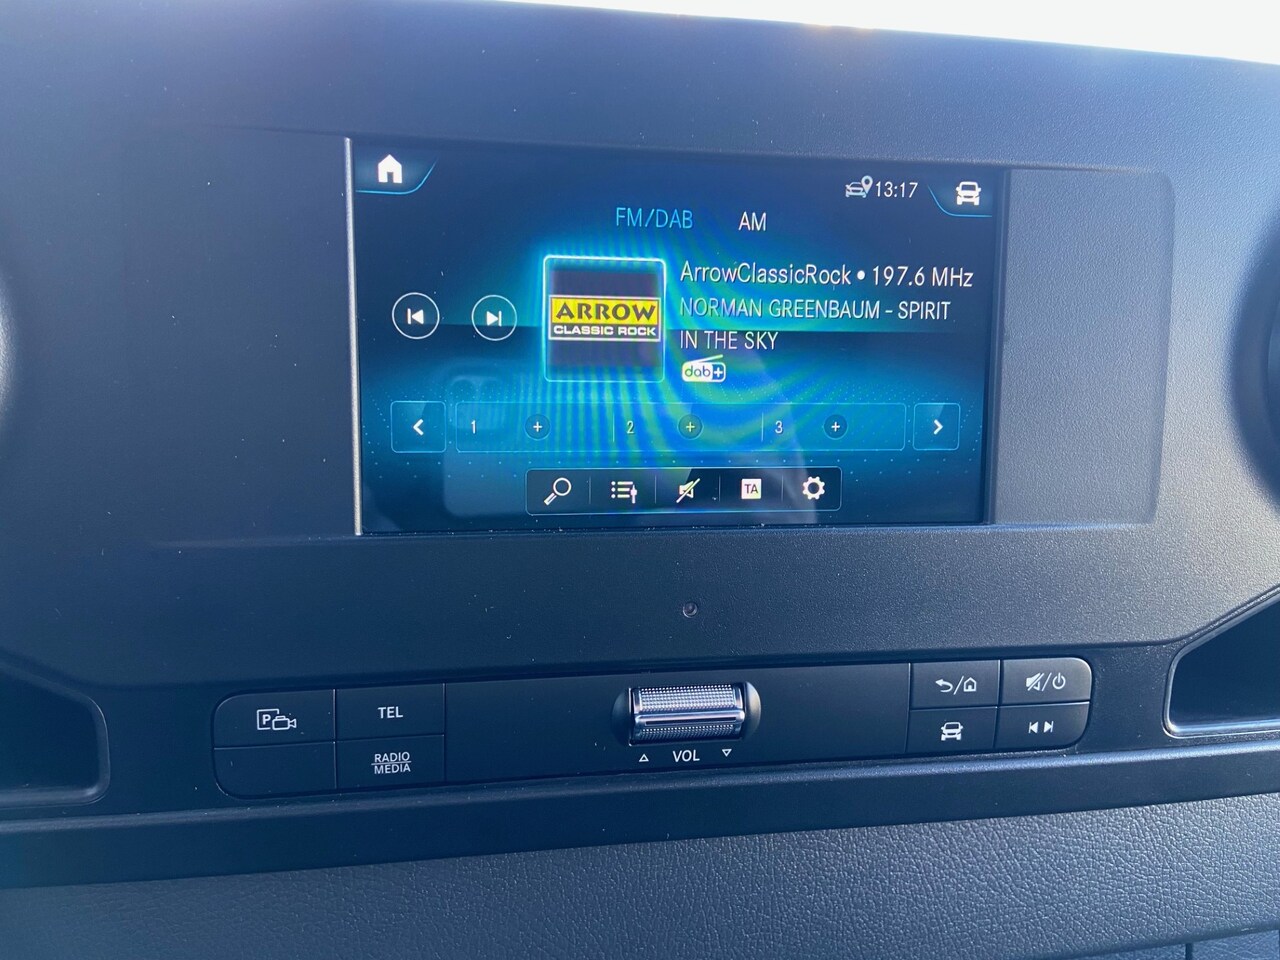 13:17
FM/DAB AM
ArrowClassicRock • 197.6 MHz
NORMAN GREENBAUM - SPIRIT
IN THE SKY
dab+
ARROW
CLASSIC ROCK
1 + 2 + 3 +
TA
P
TEL
RADIO
MEDIA
VOL